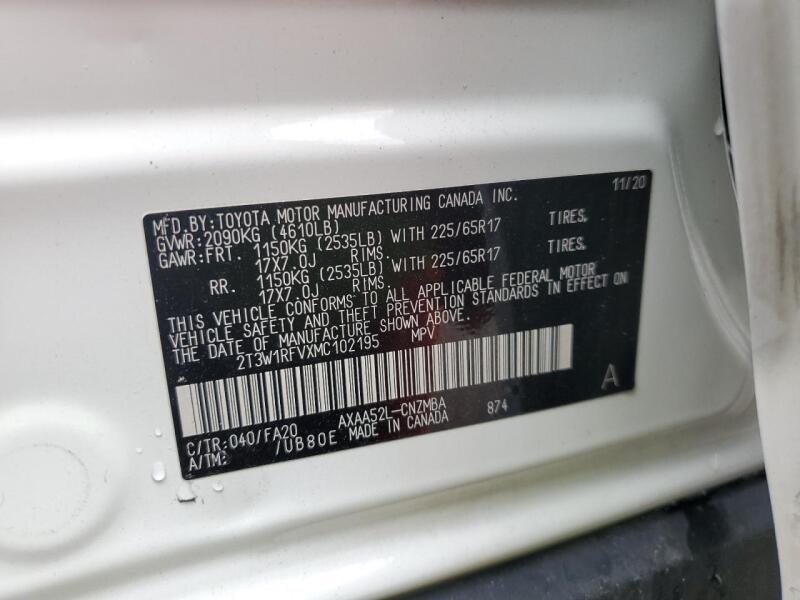 MFD.BY:TOYOTA MOTOR MANUFACTURING CANADA INC. 11/20
GVWR:2090KG (4610LB)
GAWR:FRT. 1150KG (2535LB) WITH 225/65R17 TIRES.
17X7.0J RIMS.
RR. 1150KG (2535LB) WITH 225/65R17 TIRES.
17X7.0J RIMS.
THIS VEHICLE CONFORMS TO ALL APPLICABLE FEDERAL MOTOR
VEHICLE SAFETY AND THEFT PREVENTION STANDARDS IN EFFECT ON
THE DATE OF MANUFACTURE SHOWN ABOVE.
2T3W1RFVXMC102195 MPV
A
C/TR:040/FA20 AXAA52L-CNZMBA 874
A/TM: /UB80E MADE IN CANADA